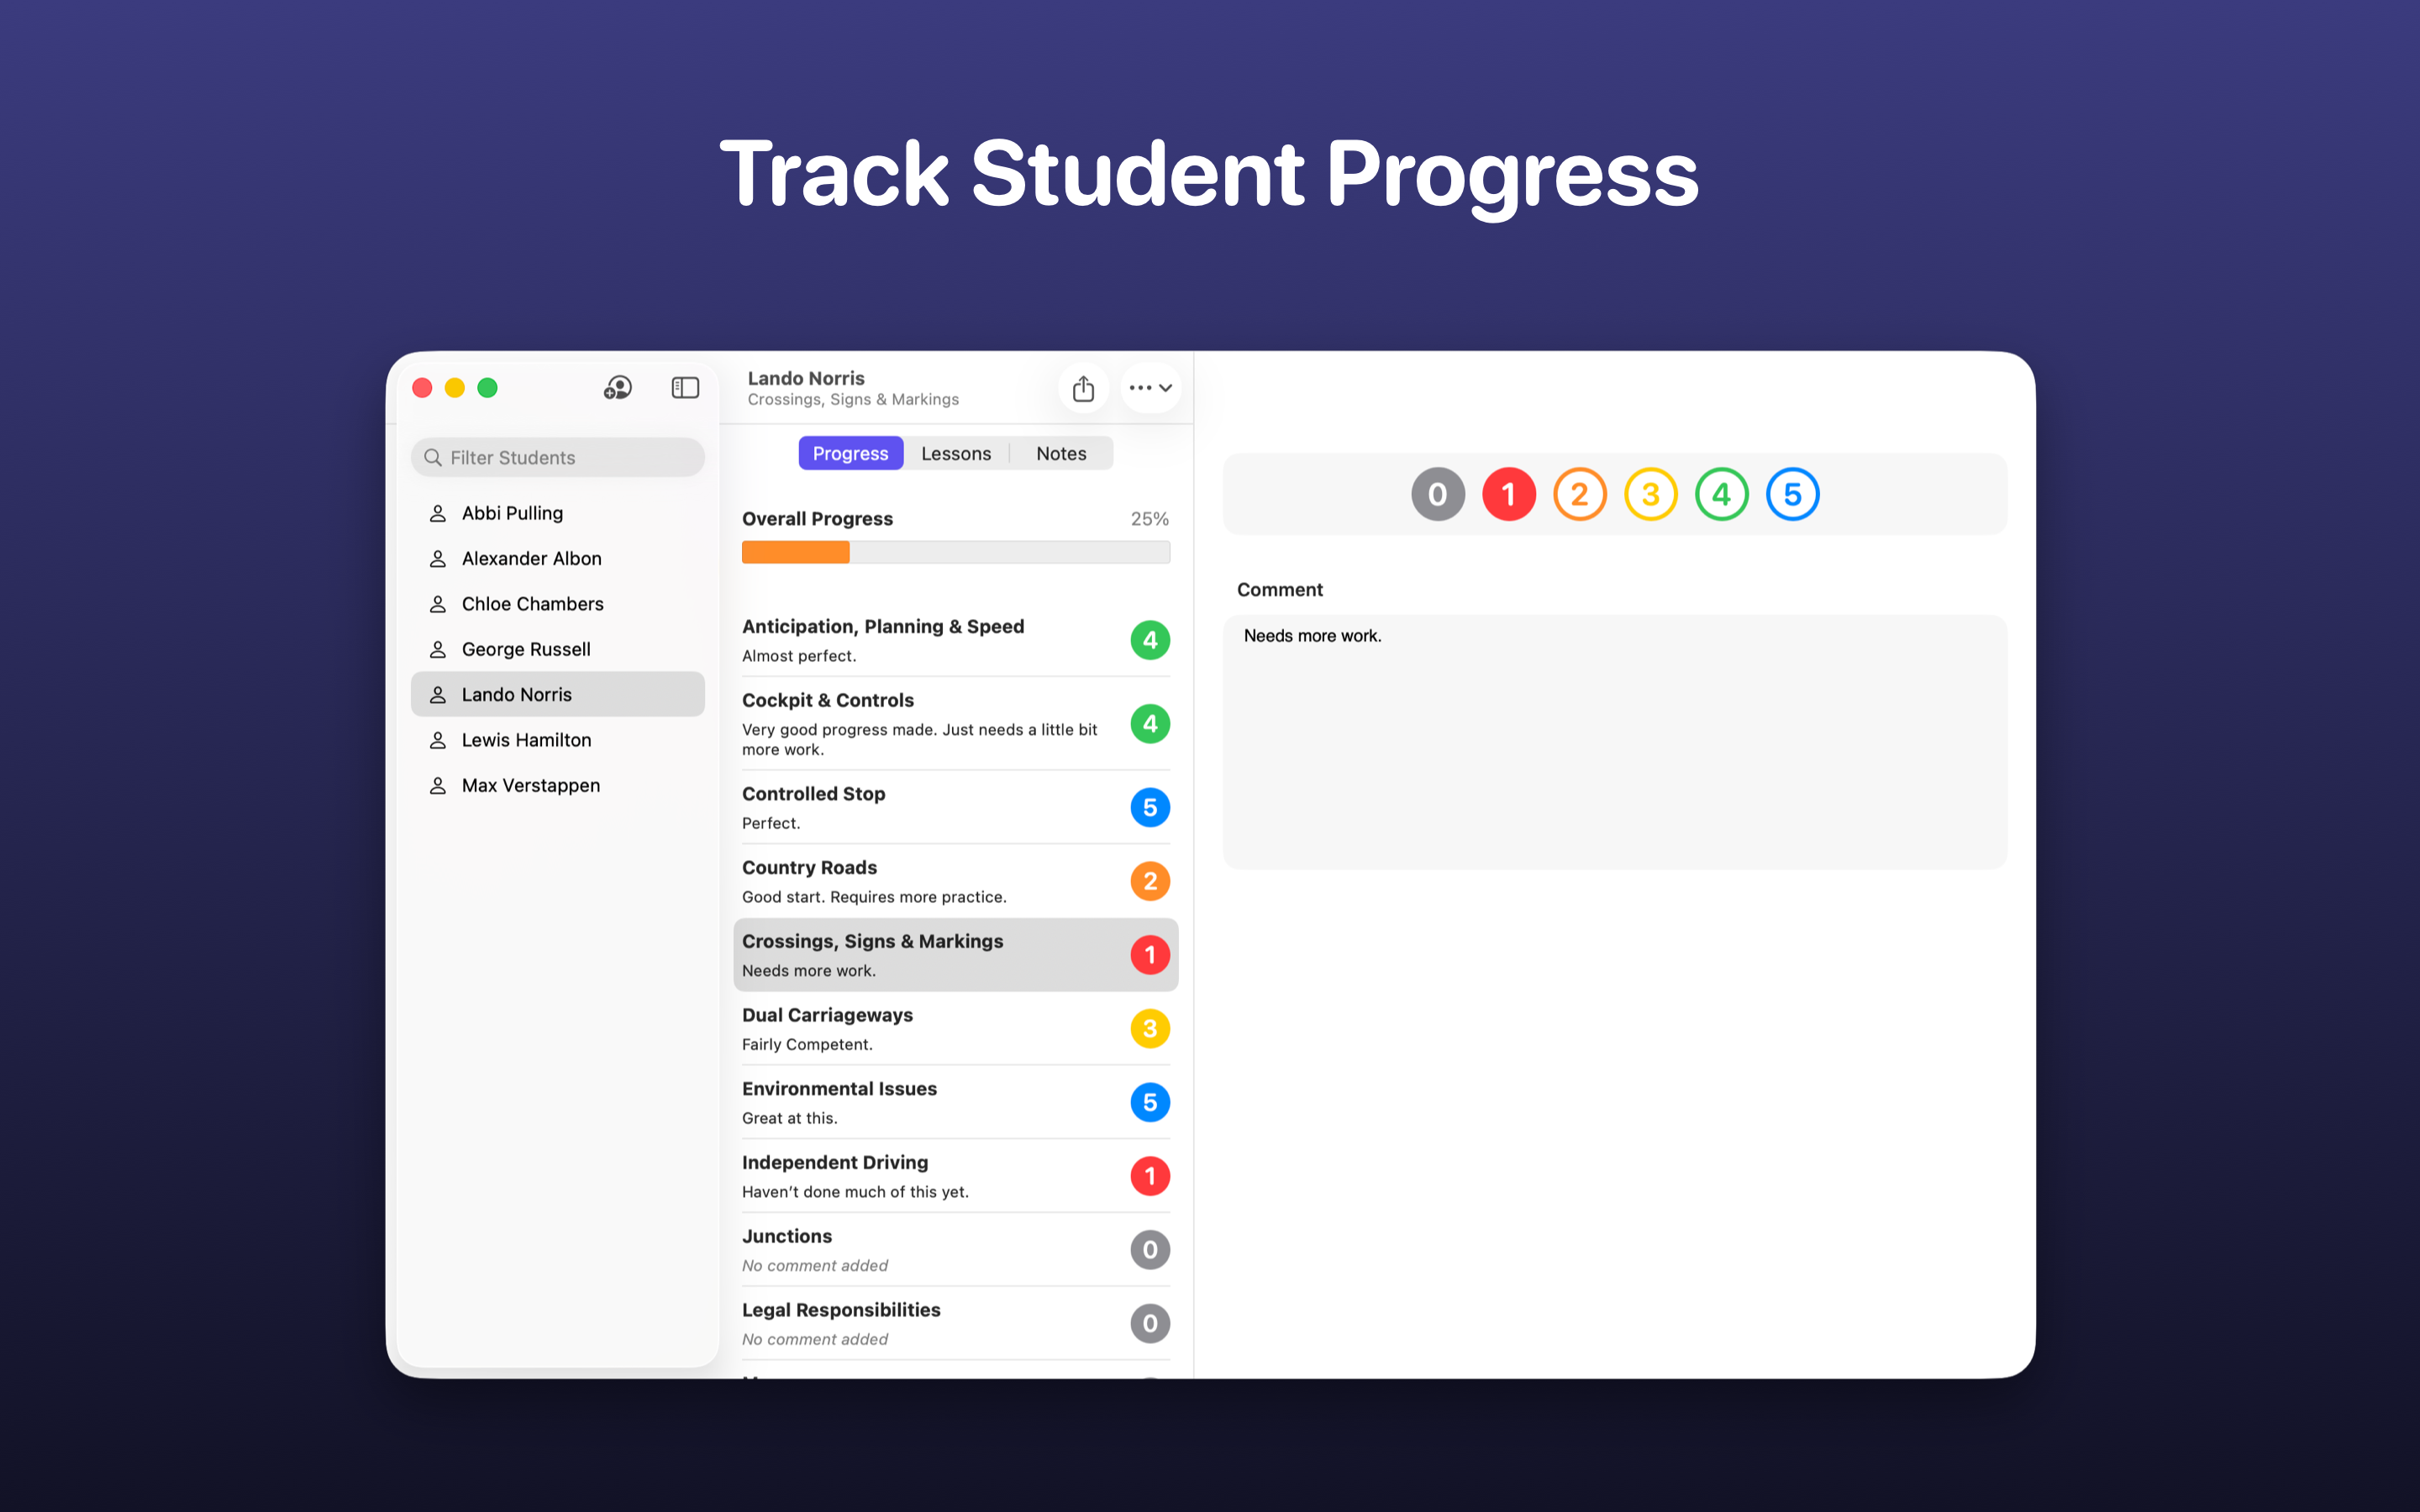 Track Student Progress
Filter Students
Abbi Pulling
Alexander Albon
Chloe Chambers
George Russell
Lando Norris
Lewis Hamilton
Max Verstappen
Lando Norris
Crossings, Signs & Markings
Progress
Lessons
Notes
Overall Progress
25%
Anticipation, Planning & Speed
Almost perfect.
4
Cockpit & Controls
Very good progress made. Just needs a little bit
more work.
4
Controlled Stop
Perfect.
5
Country Roads
Good start. Requires more practice.
2
Crossings, Signs & Markings
Needs more work.
1
Dual Carriageways
Fairly Competent.
3
Environmental Issues
Great at this.
5
Independent Driving
Haven’t done much of this yet.
1
Junctions
No comment added
0
Legal Responsibilities
No comment added
0
0 1 2 3 4 5
Comment
Needs more work.